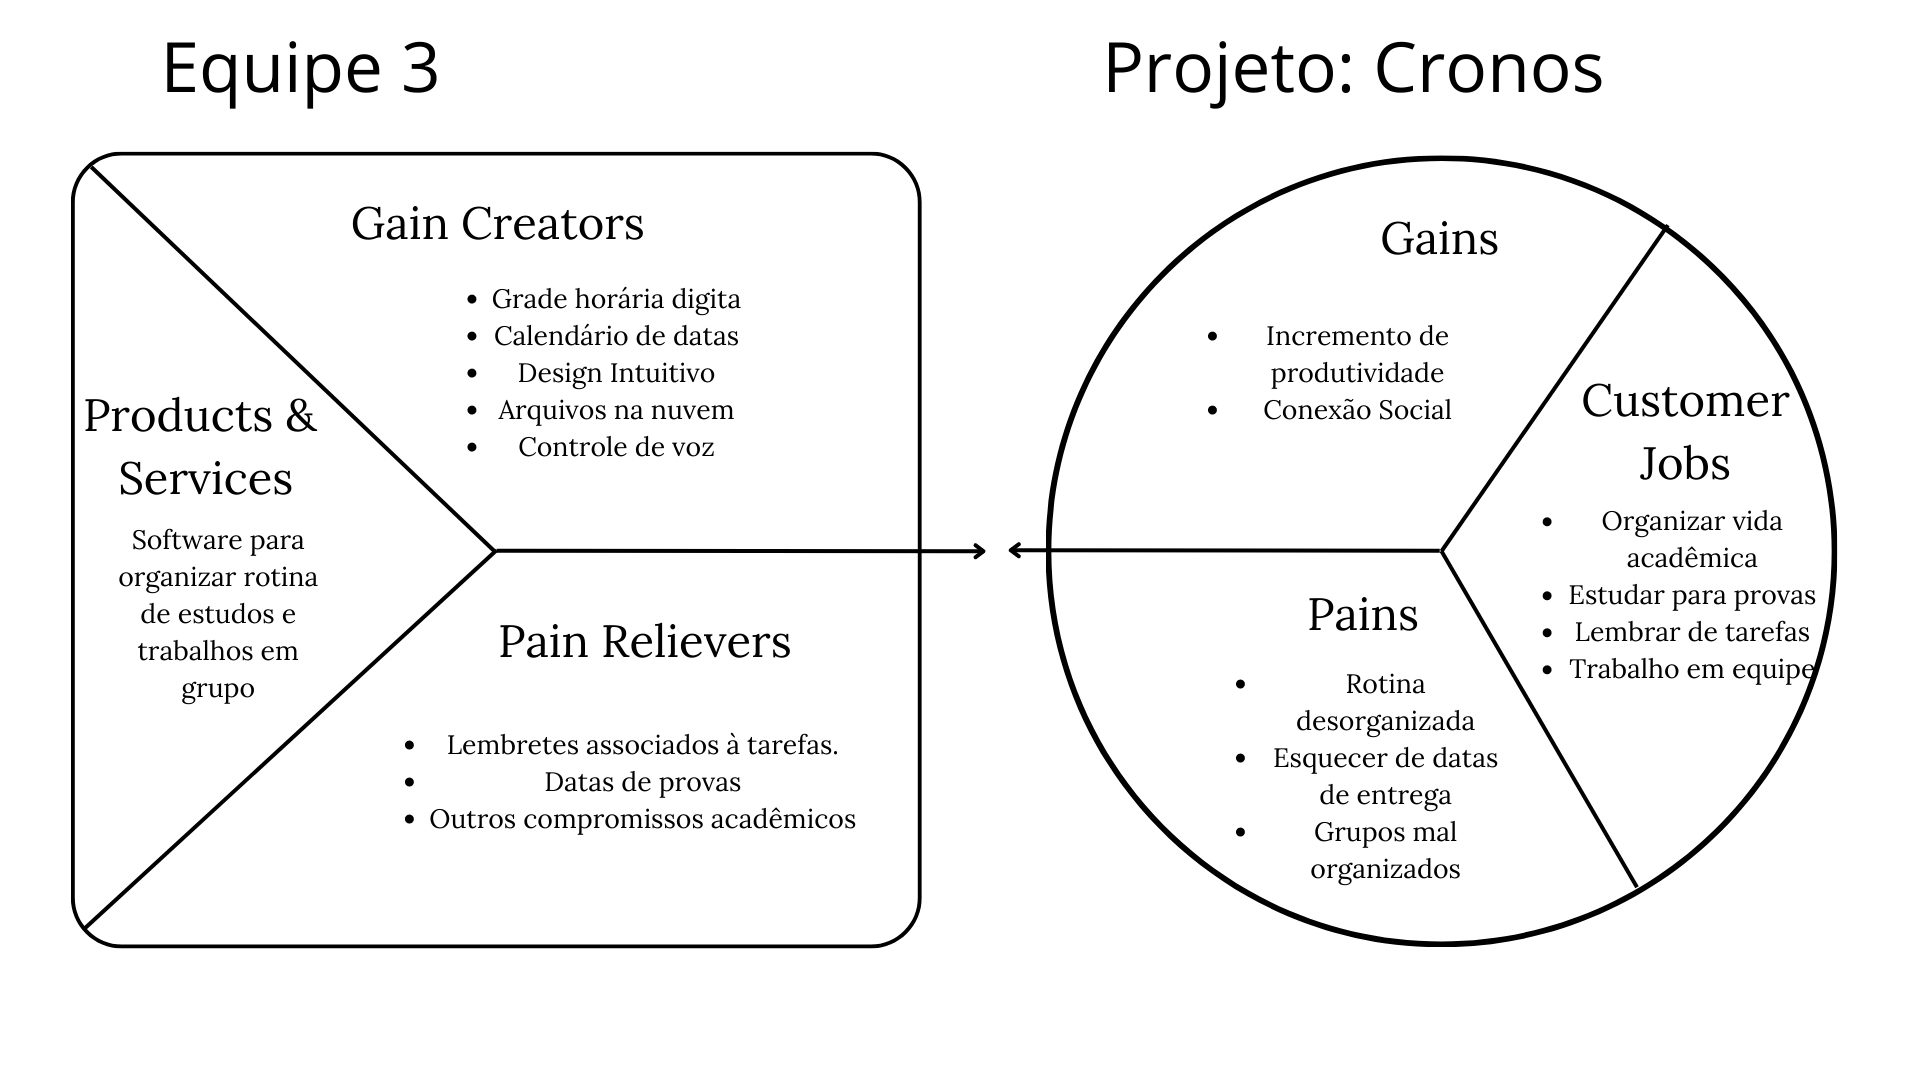 Equipe 3
Projeto: Cronos
Gain Creators
• Grade horária digita
• Calendário de datas
• Design Intuitivo
• Arquivos na nuvem
• Controle de voz
Products &
Services
Software para
organizar rotina
de estudos e
trabalhos em
grupo
Pain Relievers
• Lembretes associados à tarefas.
• Datas de provas
• Outros compromissos acadêmicos
Gains
• Incremento de
produtividade
• Conexão Social
Customer
Jobs
• Organizar vida
acadêmica
• Estudar para provas
• Lembrar de tarefas
• Trabalho em equipe
Pains
• Rotina
desorganizada
• Esquecer de datas
de entrega
• Grupos mal
organizados